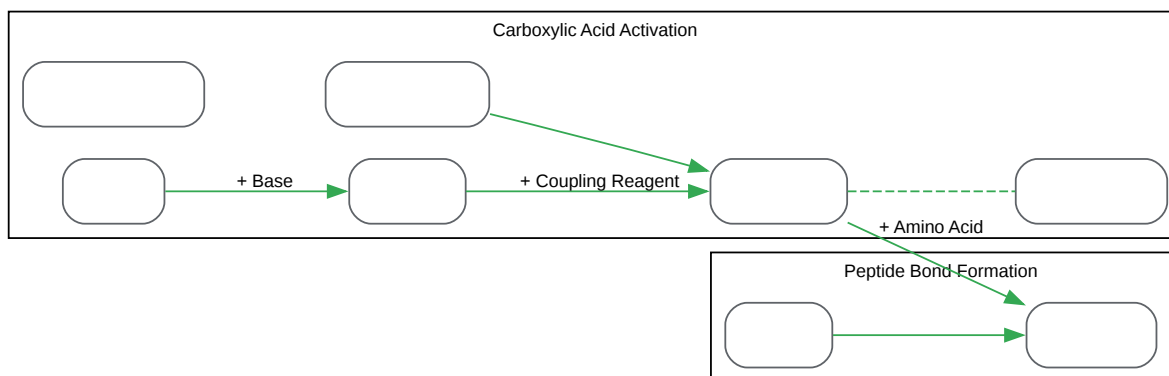 Carboxylic Acid Activation
+ Base
+ Coupling Reagent
+ Amino Acid
Peptide Bond Formation